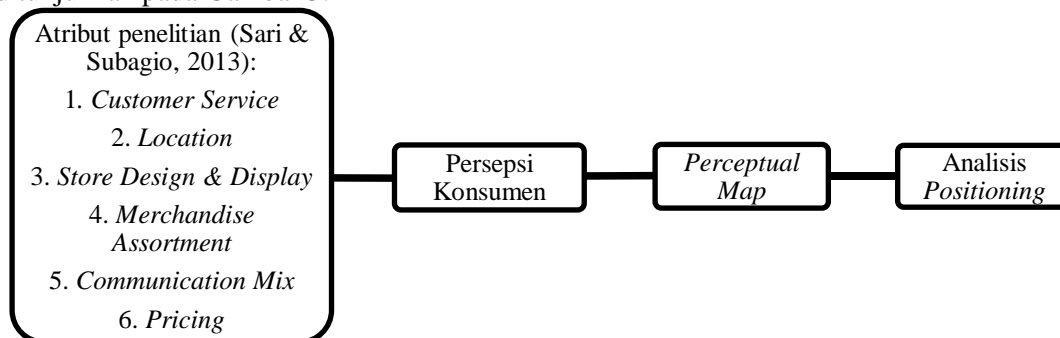 Atribut penelitian (Sari &
Subagio, 2013):
1. Customer Service
2. Location
3. Store Design & Display
4. Merchandise
Assortment
5. Communication Mix
6. Pricing
Persepsi
Konsumen
Perceptual
Map
Analisis
Positioning